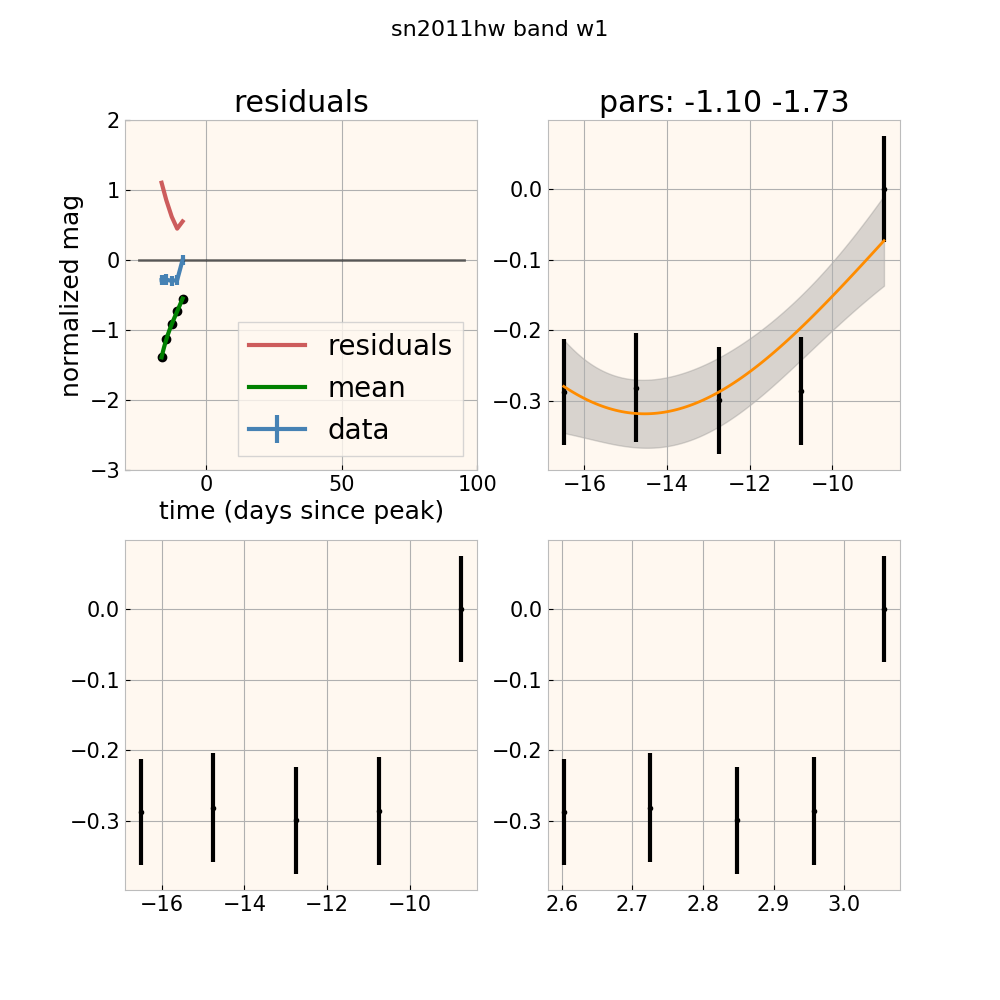 sn2011hw band w1
residuals
pars: -1.10 -1.73
normalized mag
2
1
0
−1
−2
−3
residuals
mean
data
0 50 100
time (days since peak)
0.0
−0.1
−0.2
−0.3
−16 −14 −12 −10
0.0
−0.1
−0.2
−0.3
−16 −14 −12 −10
0.0
−0.1
−0.2
−0.3
2.6 2.7 2.8 2.9 3.0